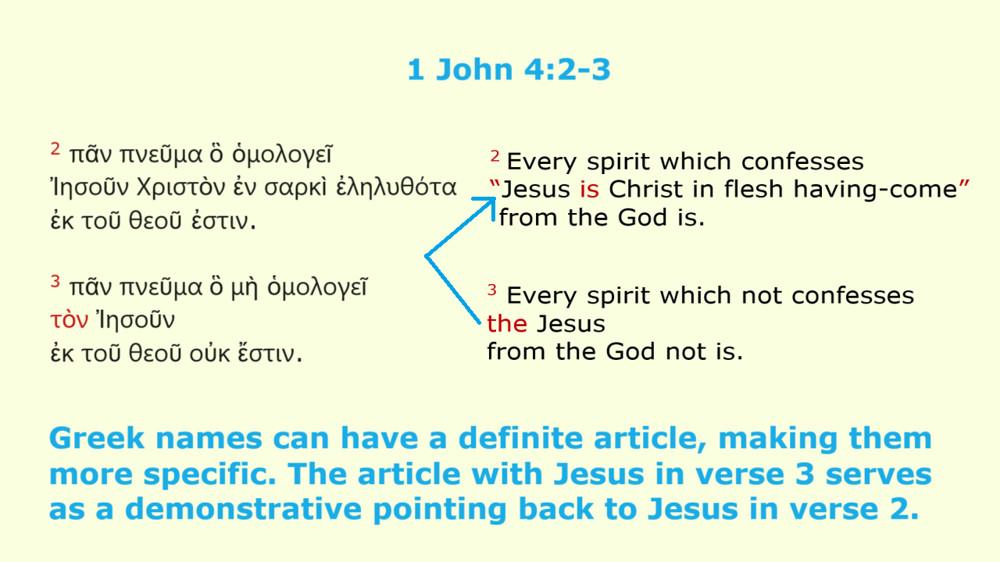 1 John 4:2-3
2 πᾶν πνεῦμα ὃ ὁμολογεῖ
Ἰησοῦν Χριστὸν ἐν σαρκὶ ἐληλυθότα
ἐκ τοῦ θεοῦ ἐστιν.
3 πᾶν πνεῦμα ὃ μὴ ὁμολογεῖ
τὸν Ἰησοῦν
ἐκ τοῦ θεοῦ οὐκ ἔστιν.
2 Every spirit which confesses
“Jesus is Christ in flesh having-come”
from the God is.
3 Every spirit which not confesses
the Jesus
from the God not is.
Greek names can have a definite article, making them
more specific. The article with Jesus in verse 3 serves
as a demonstrative pointing back to Jesus in verse 2.